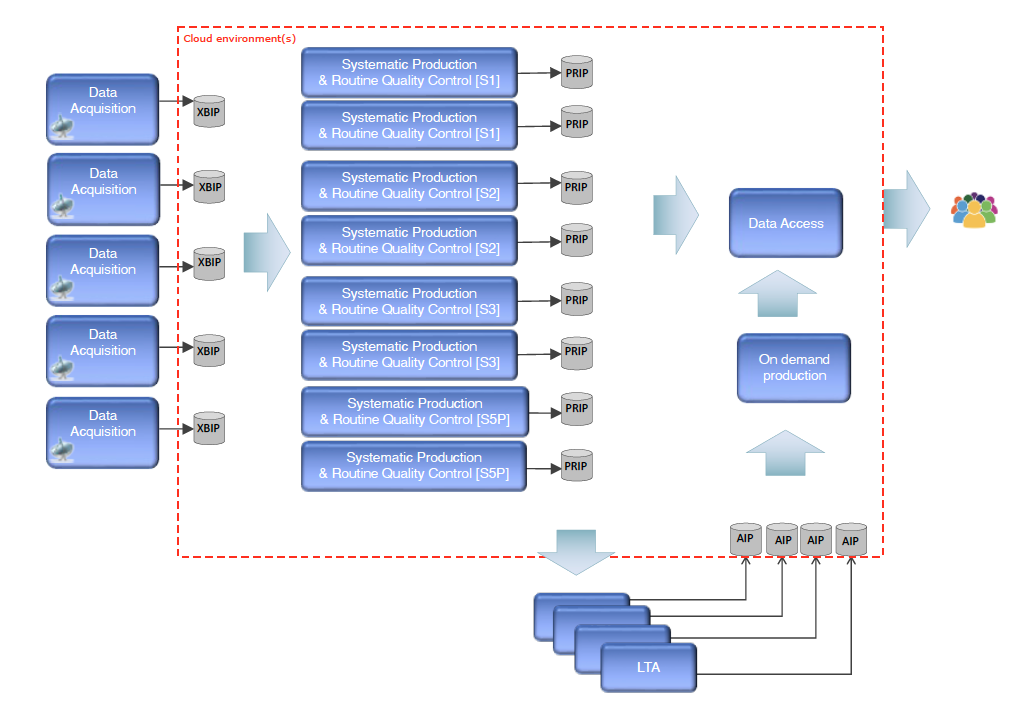 Cloud environment(s)
Data
Acquisition
XBIP
Data
Acquisition
XBIP
Data
Acquisition
XBIP
Data
Acquisition
XBIP
Data
Acquisition
XBIP
Systematic Production
& Routine Quality Control [S1]
PRIP
Systematic Production
& Routine Quality Control [S1]
PRIP
Systematic Production
& Routine Quality Control [S2]
PRIP
Systematic Production
& Routine Quality Control [S2]
PRIP
Systematic Production
& Routine Quality Control [S3]
PRIP
Systematic Production
& Routine Quality Control [S3]
PRIP
Systematic Production
& Routine Quality Control [S5P]
PRIP
Systematic Production
& Routine Quality Control [S5P]
PRIP
Data Access
On demand
production
AIP
AIP
AIP
AIP
LTA